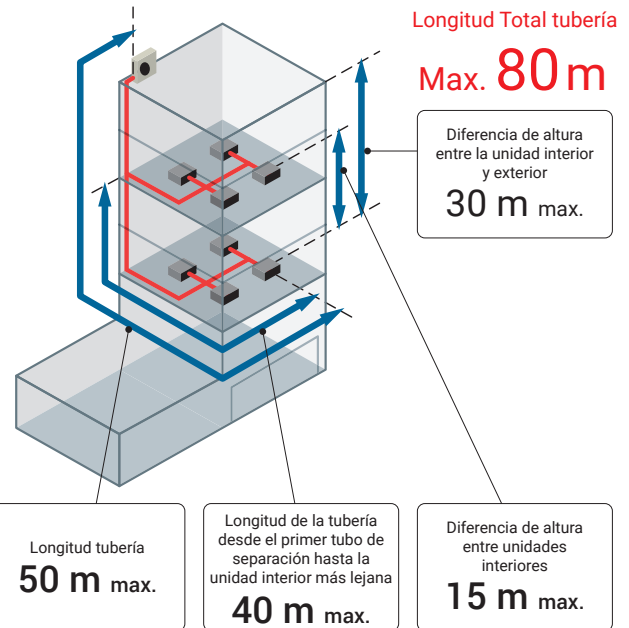 Longitud Total tubería
Max. 80 m
Diferencia de altura
entre la unidad interior
y exterior
30 m max.
Longitud tubería
50 m max.
Longitud de la tubería
desde el primer tubo de
separación hasta la
unidad interior más lejana
40 m max.
Diferencia de altura
entre unidades
interiores
15 m max.